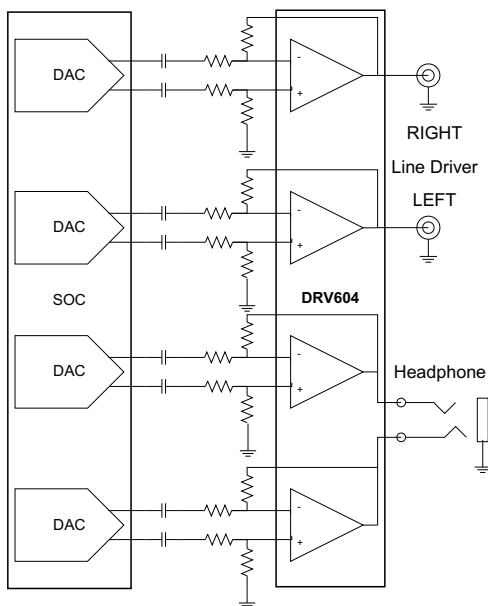 DAC
-
+
RIGHT
Line Driver
LEFT
DAC
-
+
SOC
DRV604
DAC
-
+
Headphone
DAC
-
+